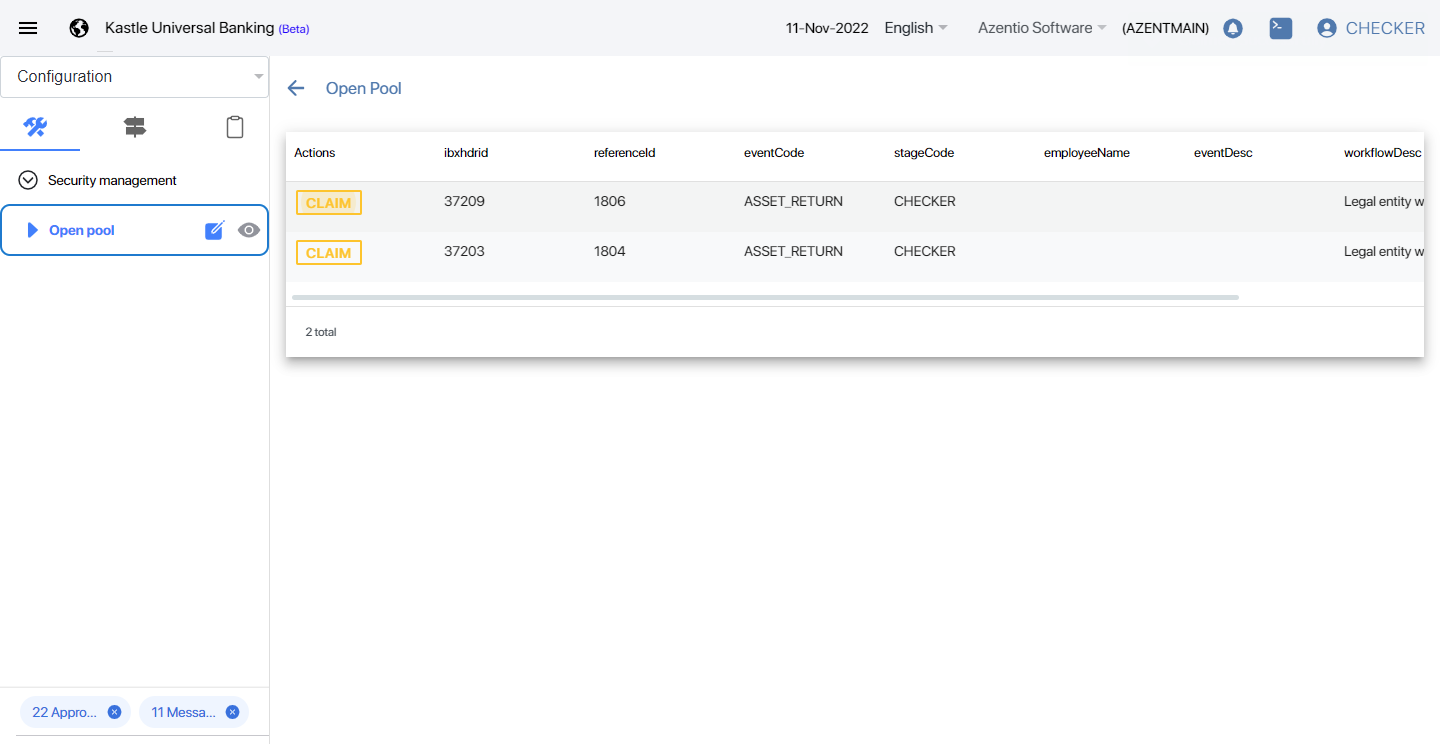 Kastle Universal Banking (Beta)
11-Nov-2022 English Azentio Software (AZENTMAIN) CHECKER
Configuration
Security management
Open pool
22 Appro...
11 Messa...
Open Pool
Actions ibxhdrid referenceId eventCode stageCode employeeName eventDesc workflowDesc
CLAIM 37209 1806 ASSET_RETURN CHECKER Legal entity w
CLAIM 37203 1804 ASSET_RETURN CHECKER Legal entity w
2 total